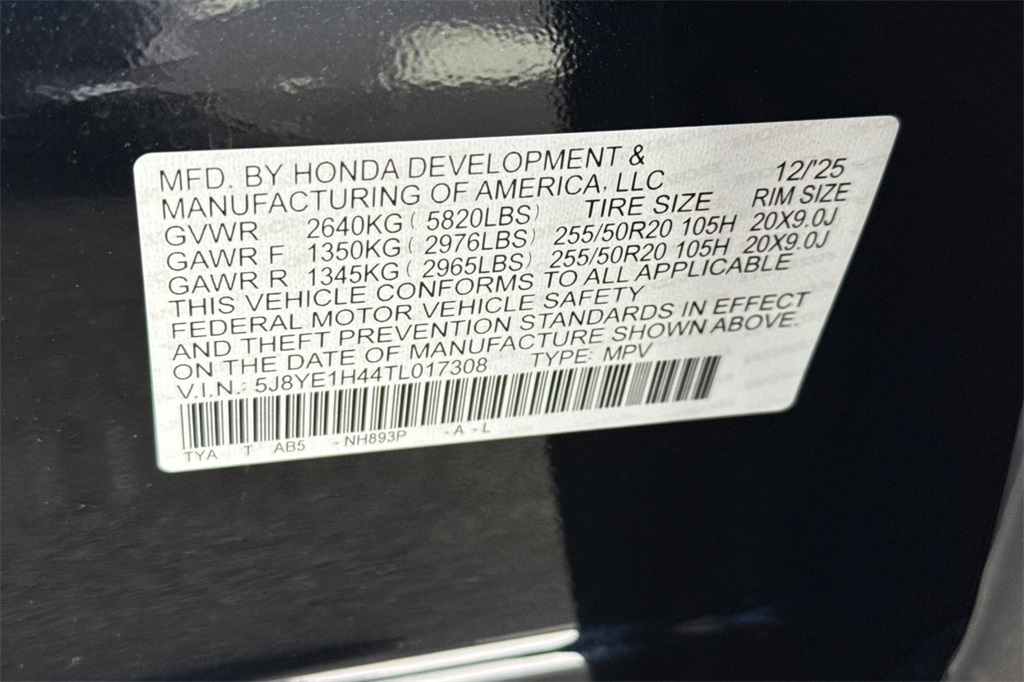 MFD. BY HONDA DEVELOPMENT & 12/'25
MANUFACTURING OF AMERICA, LLC RIM SIZE
GVWR 2640KG ( 5820LBS) TIRE SIZE
GAWR F 1350KG ( 2976LBS) 255/50R20 105H 20X9.0J
GAWR R 1345KG ( 2965LBS) 255/50R20 105H 20X9.0J
THIS VEHICLE CONFORMS TO ALL APPLICABLE
FEDERAL MOTOR VEHICLE SAFETY
AND THEFT PREVENTION STANDARDS IN EFFECT
ON THE DATE OF MANUFACTURE SHOWN ABOVE.
V.I.N.: 5J8YE1H44TL017308 TYPE: MPV
TYA T AB5 - NH893P - A - L